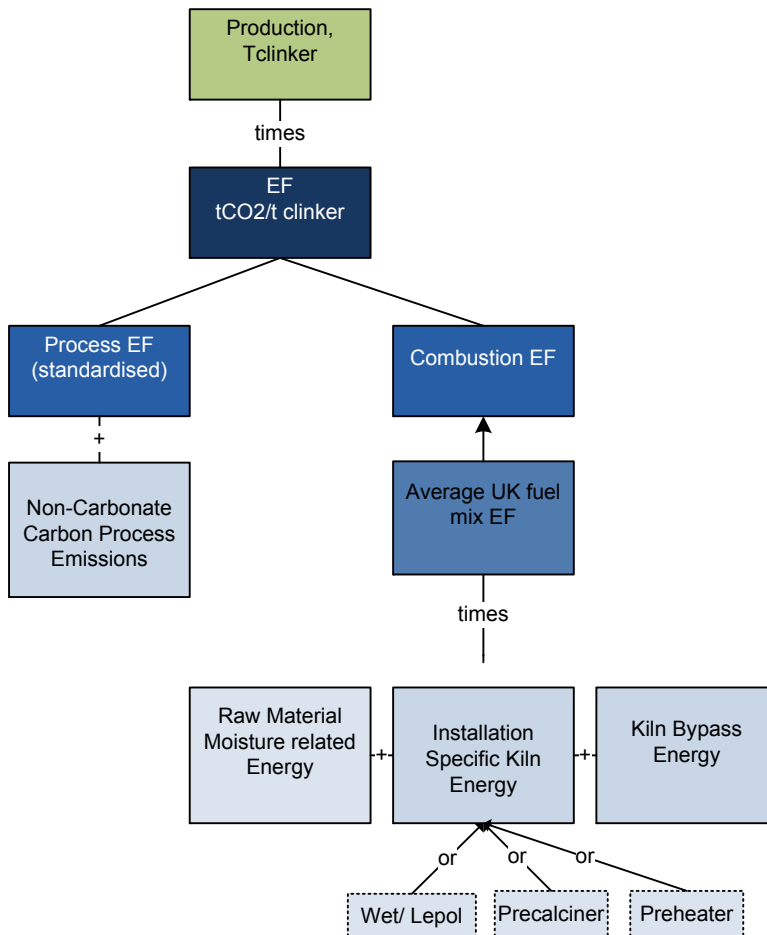 Production,
Tclinker
times
EF
tCO2/t clinker
Process EF
(standardised)
Combustion EF
+
Non-Carbonate
Carbon Process
Emissions
Average UK fuel
mix EF
times
Raw Material
Moisture related
Energy
+
Installation
Specific Kiln
Energy
+
Kiln Bypass
Energy
or
or
or
Wet/ Lepol
Precalciner
Preheater